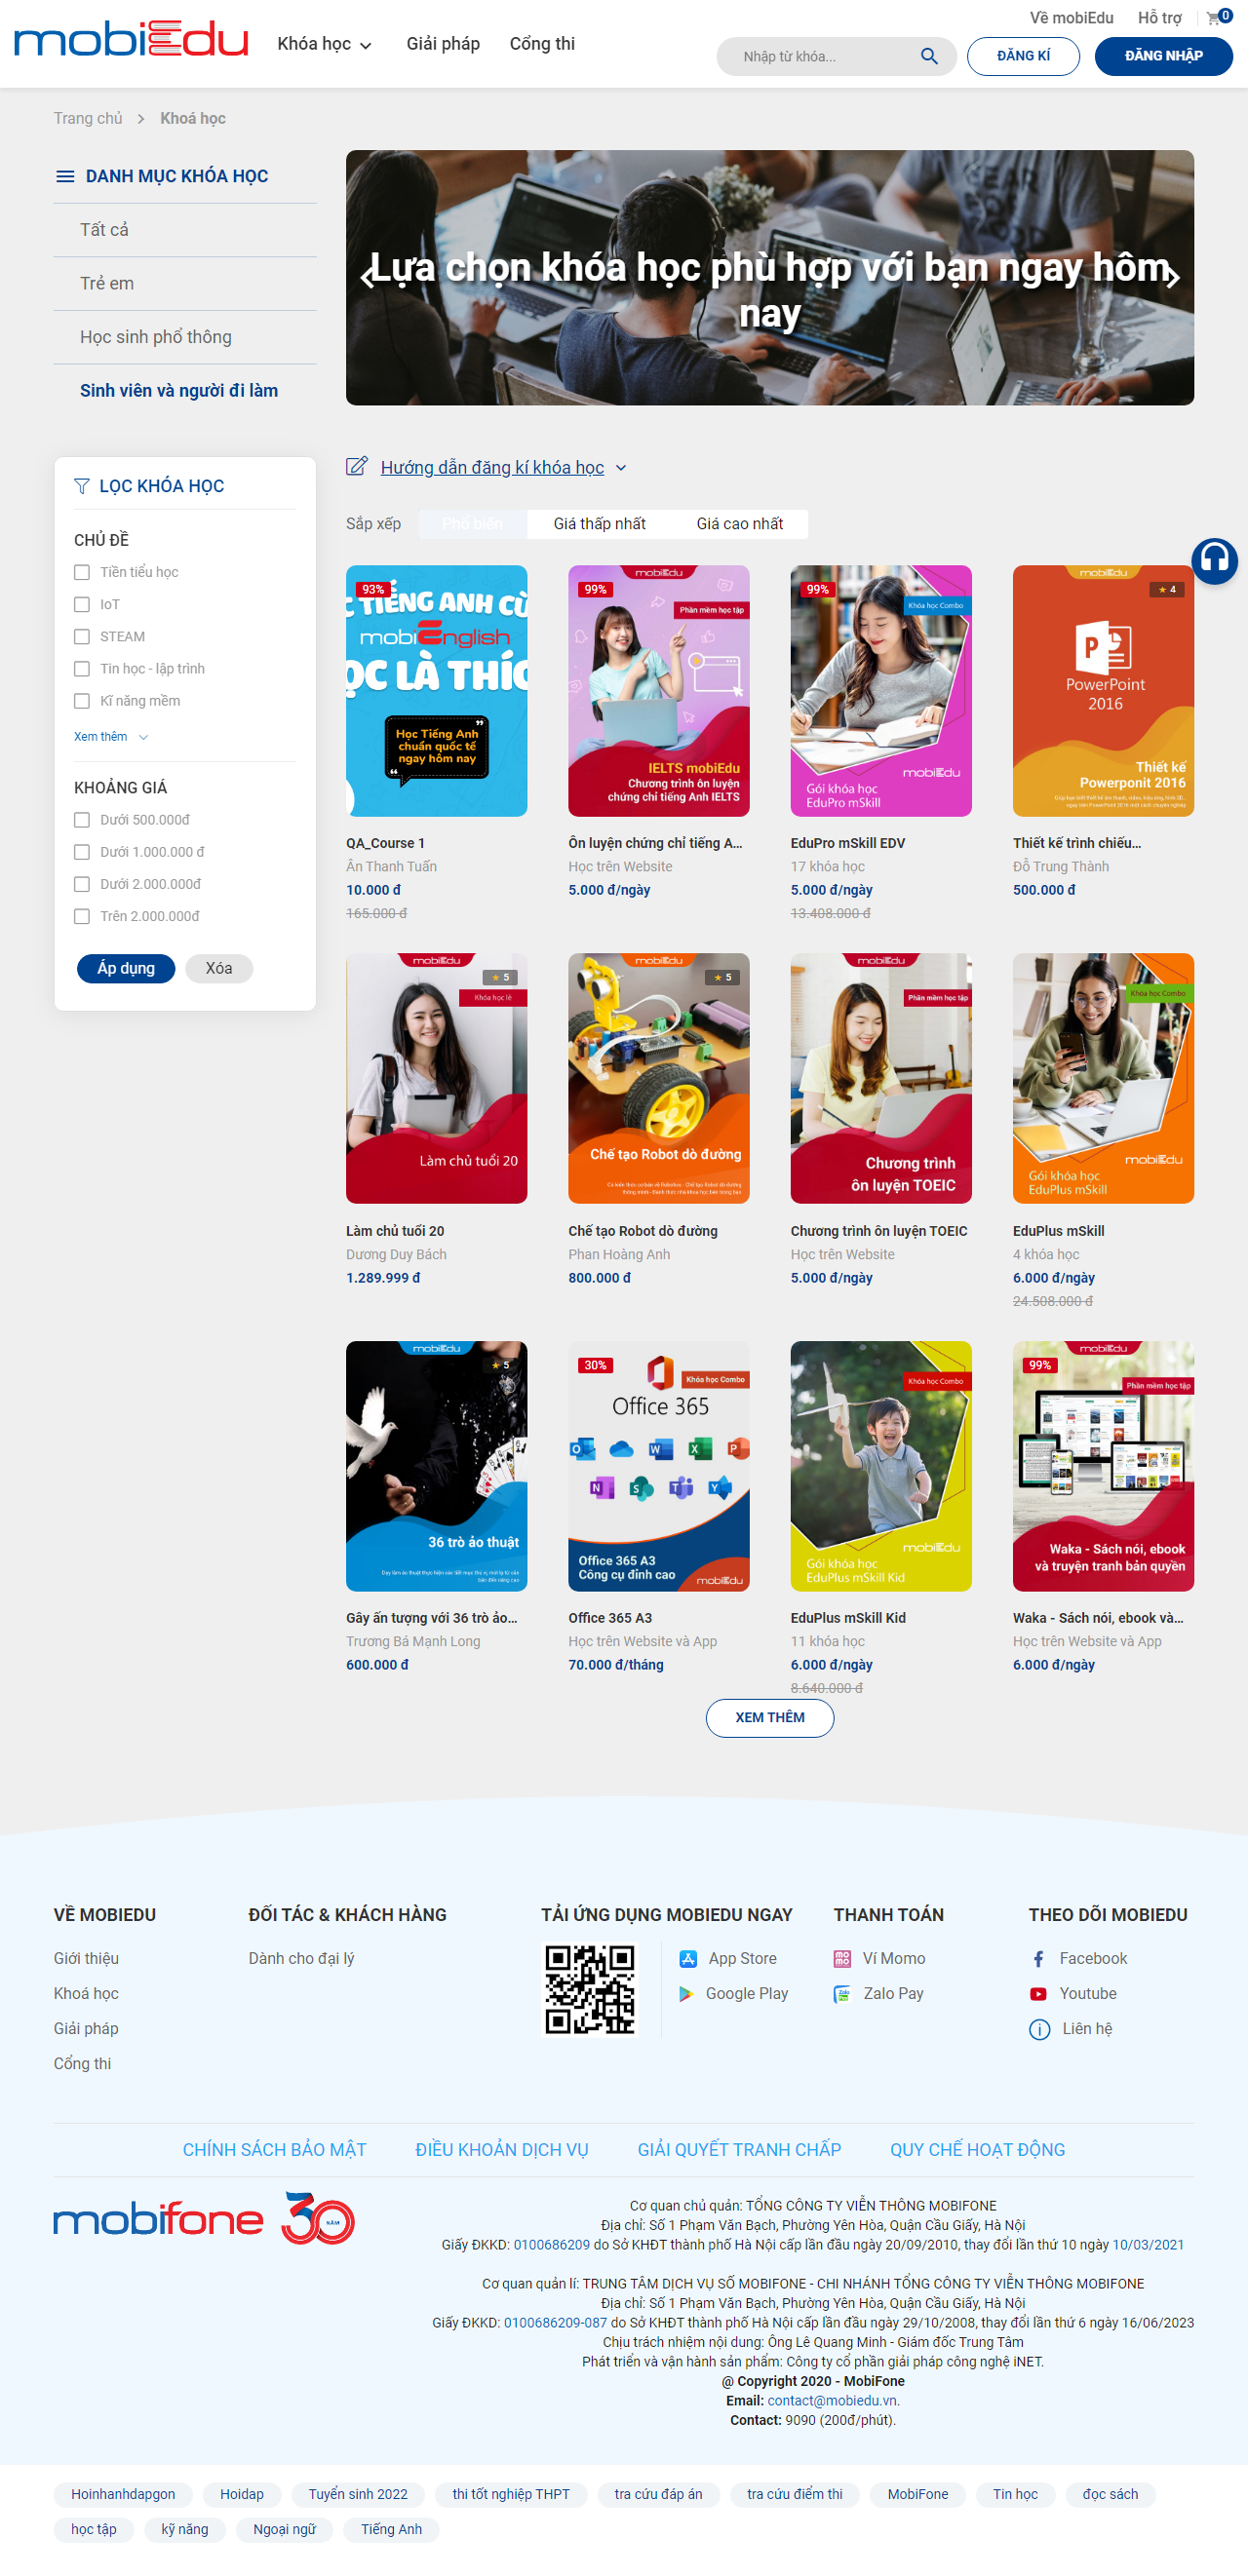 Về mobiEdu
Hỗ trợ
0
mobiEdu
Khóa học
Giải pháp
Cổng thi
Nhập từ khóa...
ĐĂNG KÍ
ĐĂNG NHẬP
Trang chủ
Khoá học
DANH MỤC KHÓA HỌC
Tất cả
Trẻ em
Học sinh phổ thông
Sinh viên và người đi làm
Lựa chọn khóa học phù hợp với bạn ngay hôm
nay
Hướng dẫn đăng kí khóa học
LỌC KHÓA HỌC
CHỦ ĐỀ
Tiền tiểu học
IoT
STEAM
Tin học - lập trình
Kĩ năng mềm
Xem thêm
KHOẢNG GIÁ
Dưới 500.000đ
Dưới 1.000.000 đ
Dưới 2.000.000đ
Trên 2.000.000đ
Áp dụng
Xóa
Sắp xếp
Phổ biến
Giá thấp nhất
Giá cao nhất
93%
C TIẾNG ANH CÙ
mobiEnglish
ỌC LÀ THÍC
Học Tiếng Anh
chuẩn quốc tế
ngay hôm nay
QA_Course 1
Ân Thanh Tuấn
10.000 đ
165.000 đ
mobiEdu
99%
Phần mềm học tập
IELTS mobiEdu
Chương trình ôn luyện
chứng chỉ tiếng Anh IELTS
Ôn luyện chứng chỉ tiếng A...
Học trên Website
5.000 đ/ngày
99%
Khóa học Combo
mobiEdu
Gói khóa học
EduPro mSkill
EduPro mSkill EDV
17 khóa học
5.000 đ/ngày
13.408.000 đ
mobiEdu
4
PowerPoint
2016
Thiết kế
Powerponit 2016
Thiết kế trình chiếu...
Đỗ Trung Thành
500.000 đ
mobiEdu
5
Khóa học lẻ
Làm chủ tuổi 20
Làm chủ tuổi 20
Dương Duy Bách
1.289.999 đ
mobiEdu
5
Chế tạo Robot dò đường
Chế tạo Robot dò đường
Phan Hoàng Anh
800.000 đ
mobiEdu
Phần mềm học tập
Chương trình
ôn luyện TOEIC
Chương trình ôn luyện TOEIC
Học trên Website
5.000 đ/ngày
Khóa học Combo
mobiEdu
Gói khóa học
EduPlus mSkill
EduPlus mSkill
4 khóa học
6.000 đ/ngày
24.508.000 đ
mobiEdu
5
36 trò ảo thuật
Gây ấn tượng với 36 trò ảo...
Trương Bá Mạnh Long
600.000 đ
30%
Khóa học Combo
Office 365
Office 365 A3
Công cụ đỉnh cao
mobiEdu
Office 365 A3
Học trên Website và App
70.000 đ/tháng
Khóa học Combo
mobiEdu
Gói khóa học
EduPlus mSkill Kid
EduPlus mSkill Kid
11 khóa học
6.000 đ/ngày
8.640.000 đ
mobiEdu
99%
Phần mềm học tập
Waka - Sách nói, ebook
và truyện tranh bản quyền
Waka - Sách nói, ebook và...
Học trên Website và App
6.000 đ/ngày
XEM THÊM
VỀ MOBIEDU
Giới thiệu
Khoá học
Giải pháp
Cổng thi
ĐỐI TÁC & KHÁCH HÀNG
Dành cho đại lý
TẢI ỨNG DỤNG MOBIEDU NGAY
App Store
Google Play
THANH TOÁN
Ví Momo
Zalo Pay
THEO DÕI MOBIEDU
Facebook
Youtube
Liên hệ
CHÍNH SÁCH BẢO MẬT
ĐIỀU KHOẢN DỊCH VỤ
GIẢI QUYẾT TRANH CHẤP
QUY CHẾ HOẠT ĐỘNG
mobifone 30 NĂM
Cơ quan chủ quản: TỔNG CÔNG TY VIỄN THÔNG MOBIFONE
Địa chỉ: Số 1 Phạm Văn Bạch, Phường Yên Hòa, Quận Cầu Giấy, Hà Nội
Giấy ĐKKD: 0100686209 do Sở KHĐT thành phố Hà Nội cấp lần đầu ngày 20/09/2010, thay đổi lần thứ 10 ngày 10/03/2021
Cơ quan quản lí: TRUNG TÂM DỊCH VỤ SỐ MOBIFONE - CHI NHÁNH TỔNG CÔNG TY VIỄN THÔNG MOBIFONE
Địa chỉ: Số 1 Phạm Văn Bạch, Phường Yên Hòa, Quận Cầu Giấy, Hà Nội
Giấy ĐKKD: 0100686209-087 do Sở KHĐT thành phố Hà Nội cấp lần đầu ngày 29/10/2008, thay đổi lần thứ 6 ngày 16/06/2023
Chịu trách nhiệm nội dung: Ông Lê Quang Minh - Giám đốc Trung Tâm
Phát triển và vận hành sản phẩm: Công ty cổ phần giải pháp công nghệ iNET.
@ Copyright 2020 - MobiFone
Email: contact@mobiedu.vn.
Contact: 9090 (200đ/phút).
Hoinhanhdapgon
Hoidap
Tuyển sinh 2022
thi tốt nghiệp THPT
tra cứu đáp án
tra cứu điểm thi
MobiFone
Tin học
đọc sách
học tập
kỹ năng
Ngoại ngữ
Tiếng Anh